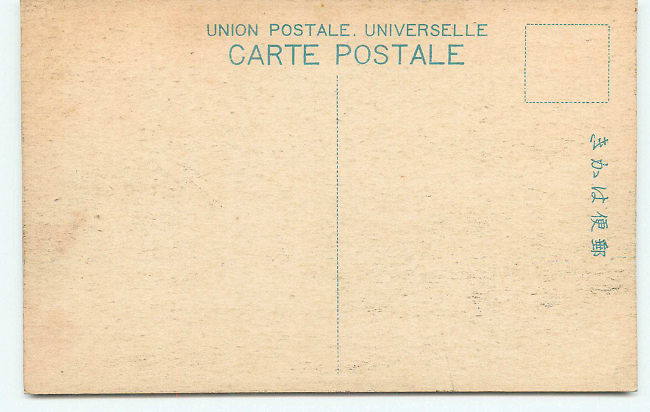 UNION POSTALE. UNIVERSELLE
CARTE POSTALE
郵便はかき